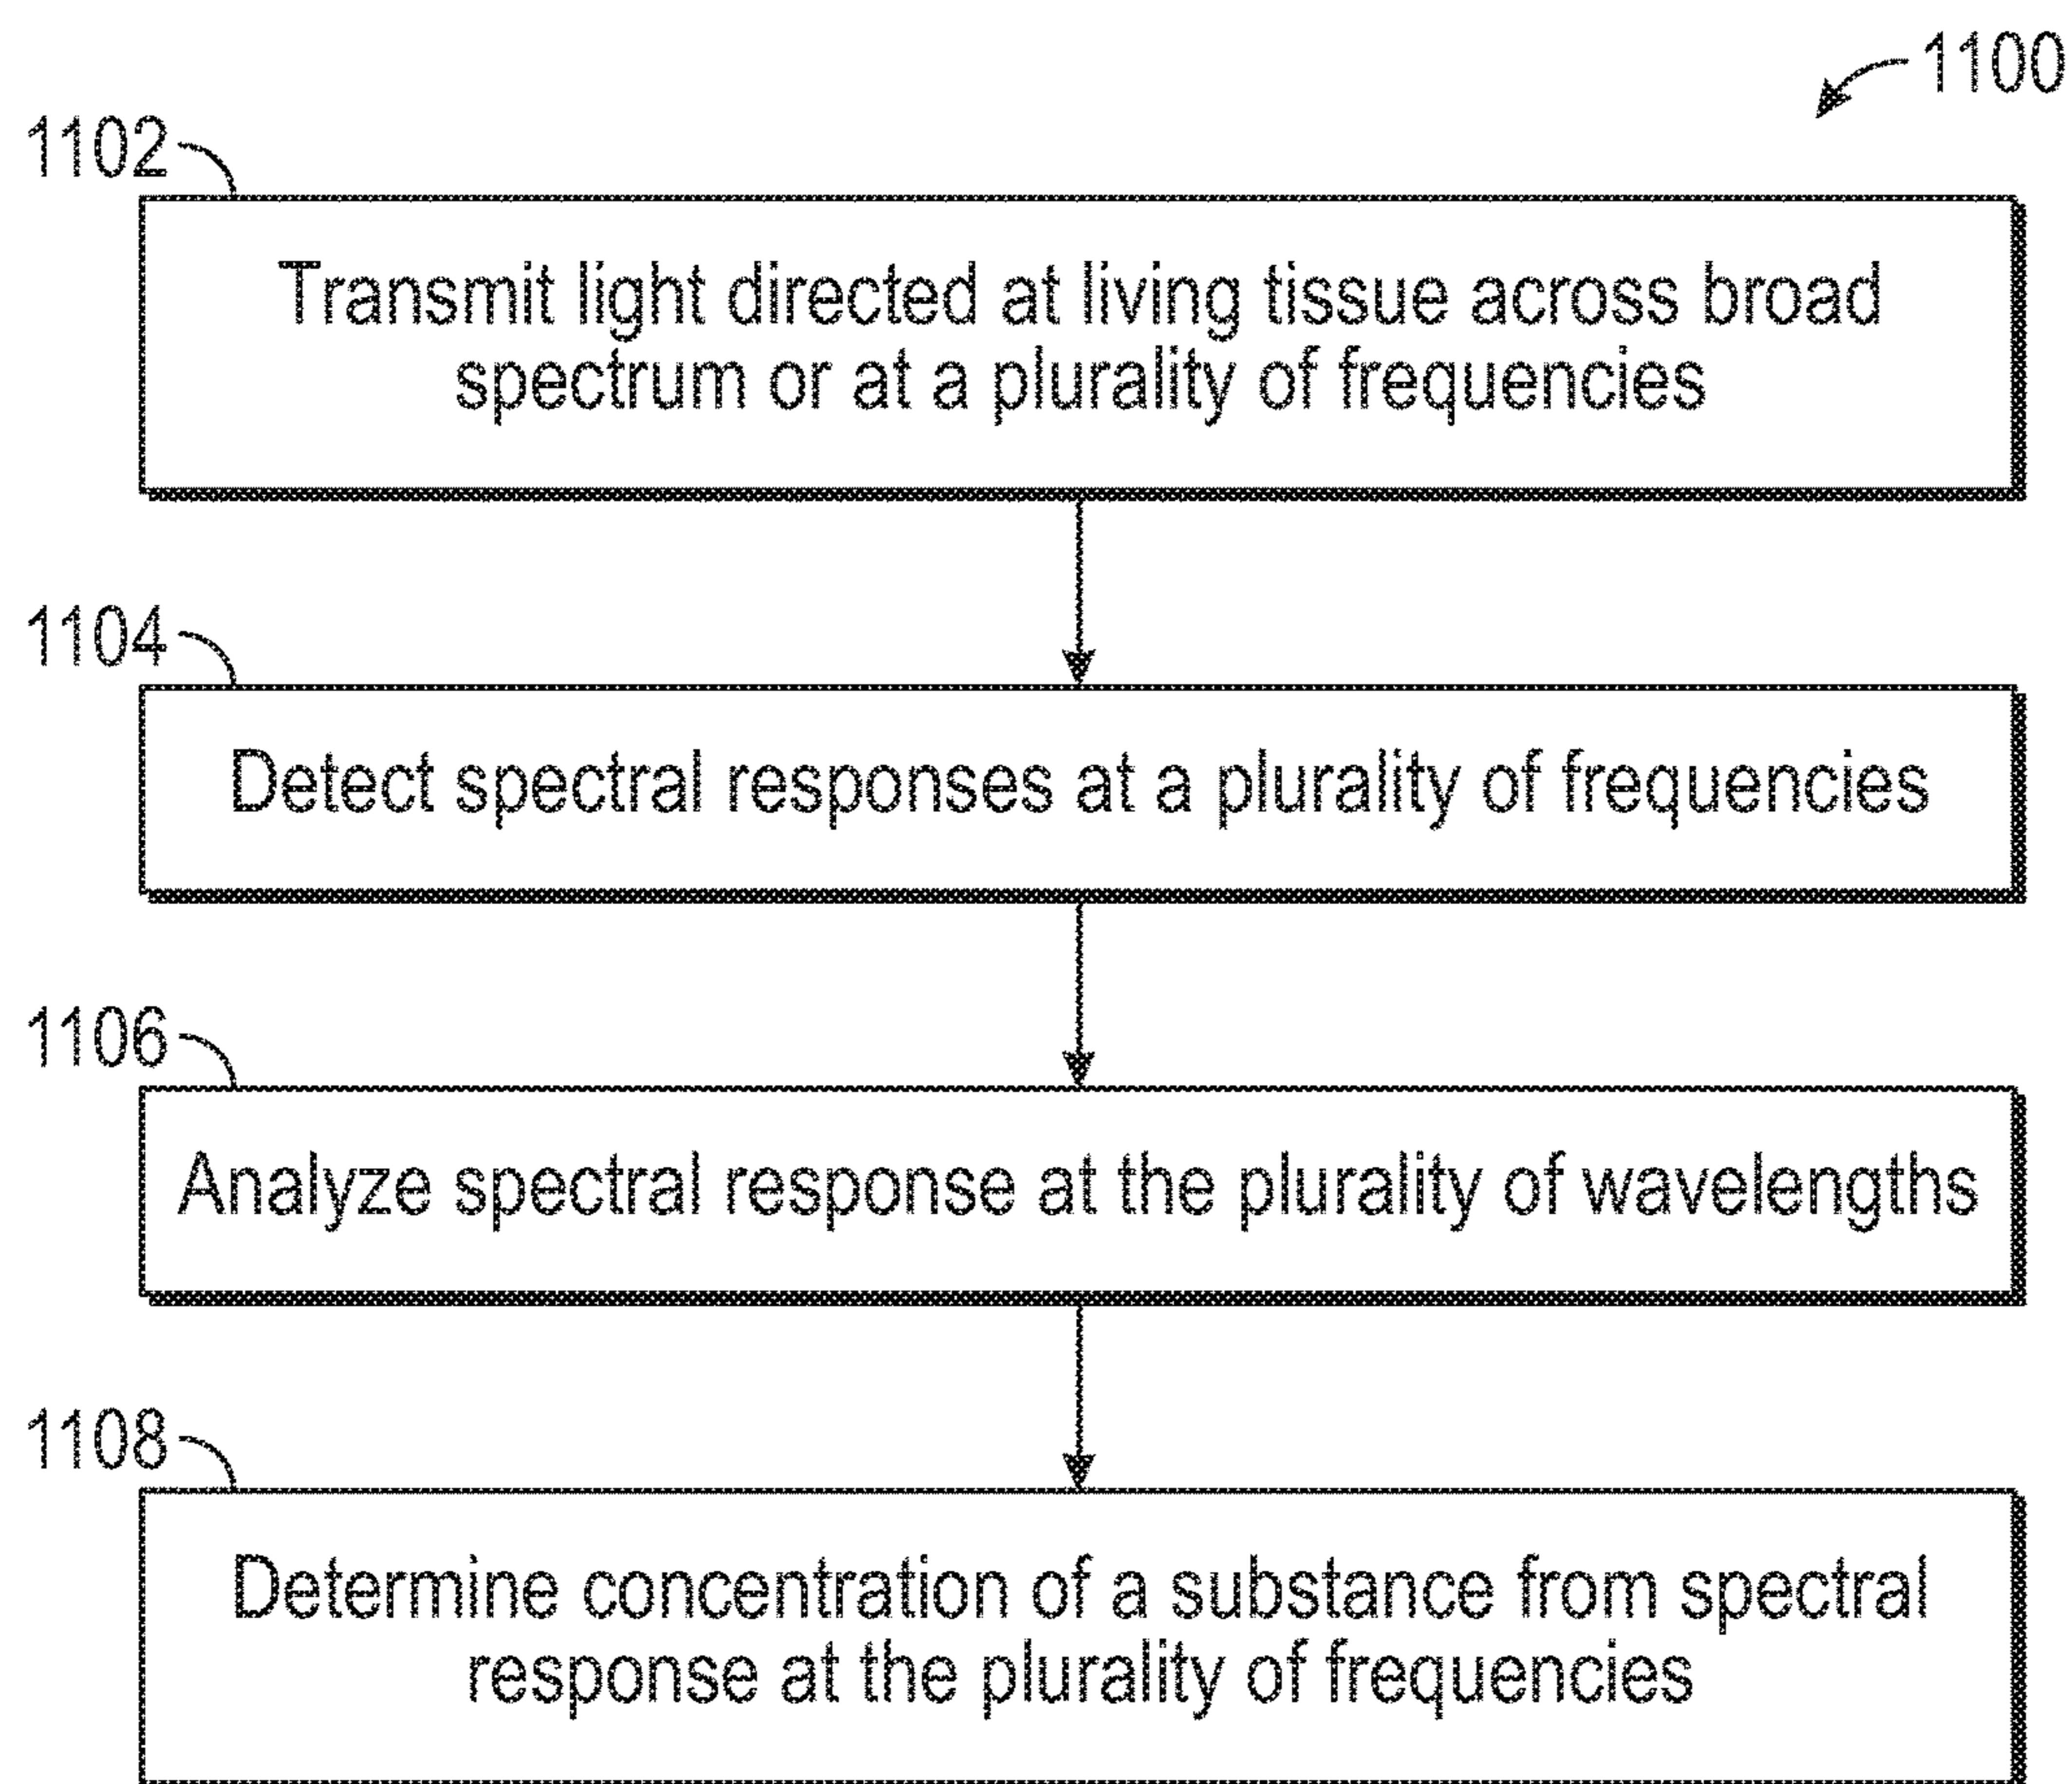 1100
1102
Transmit light directed at living tissue across broad
spectrum or at a plurality of frequencies
1104
Detect spectral responses at a plurality of frequencies
1106
Analyze spectral response at the plurality of wavelengths
1108
Determine concentration of a substance from spectral
response at the plurality of frequencies